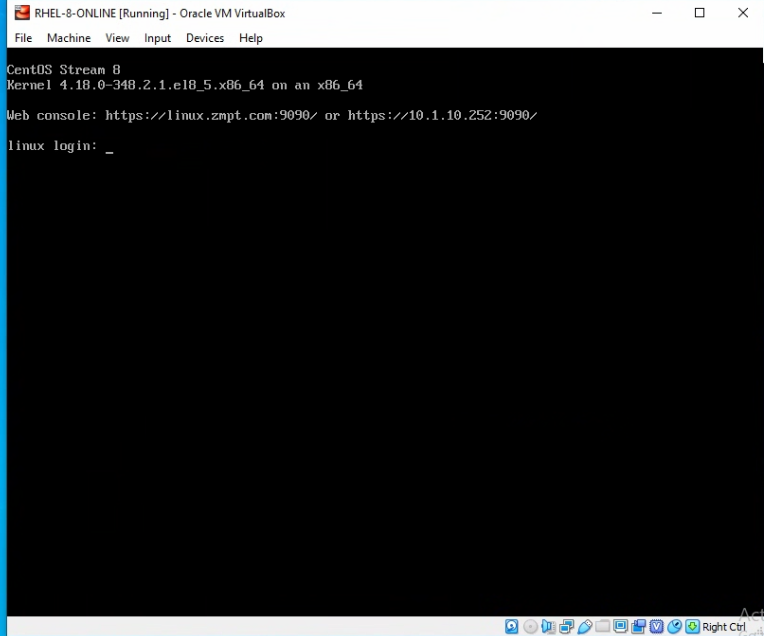 RHEL-8-ONLINE [Running] - Oracle VM VirtualBox
File Machine View Input Devices Help
CentOS Stream 8
Kernel 4.18.0-348.2.1.el8_5.x86_64 on an x86_64
Web console: https://linux.zmpt.com:9090/ or https://10.1.10.252:9090/
linux login: _
Right Ctrl